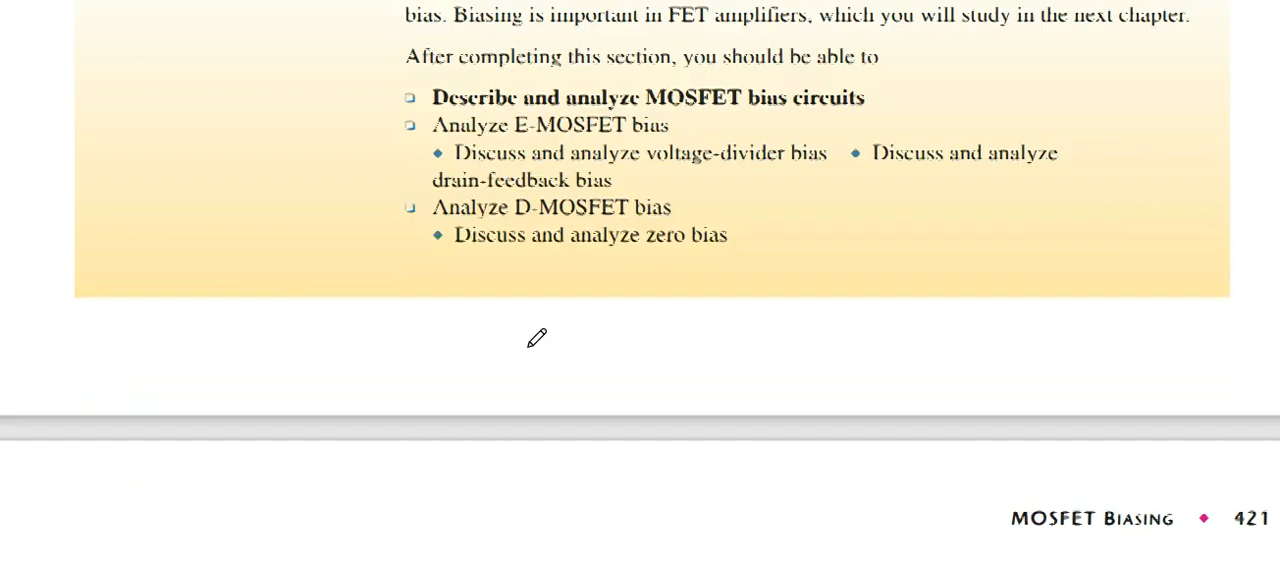 bias. Biasing is important in FET amplifiers, which you will study in the next chapter.
After completing this section, you should be able to
Describe and analyze MOSFET bias circuits
Analyze E-MOSFET bias
Discuss and analyze voltage-divider bias ◆ Discuss and analyze
drain-feedback bias
Analyze D-MOSFET bias
Discuss and analyze zero bias
MOSFET BIASING ◆ 421